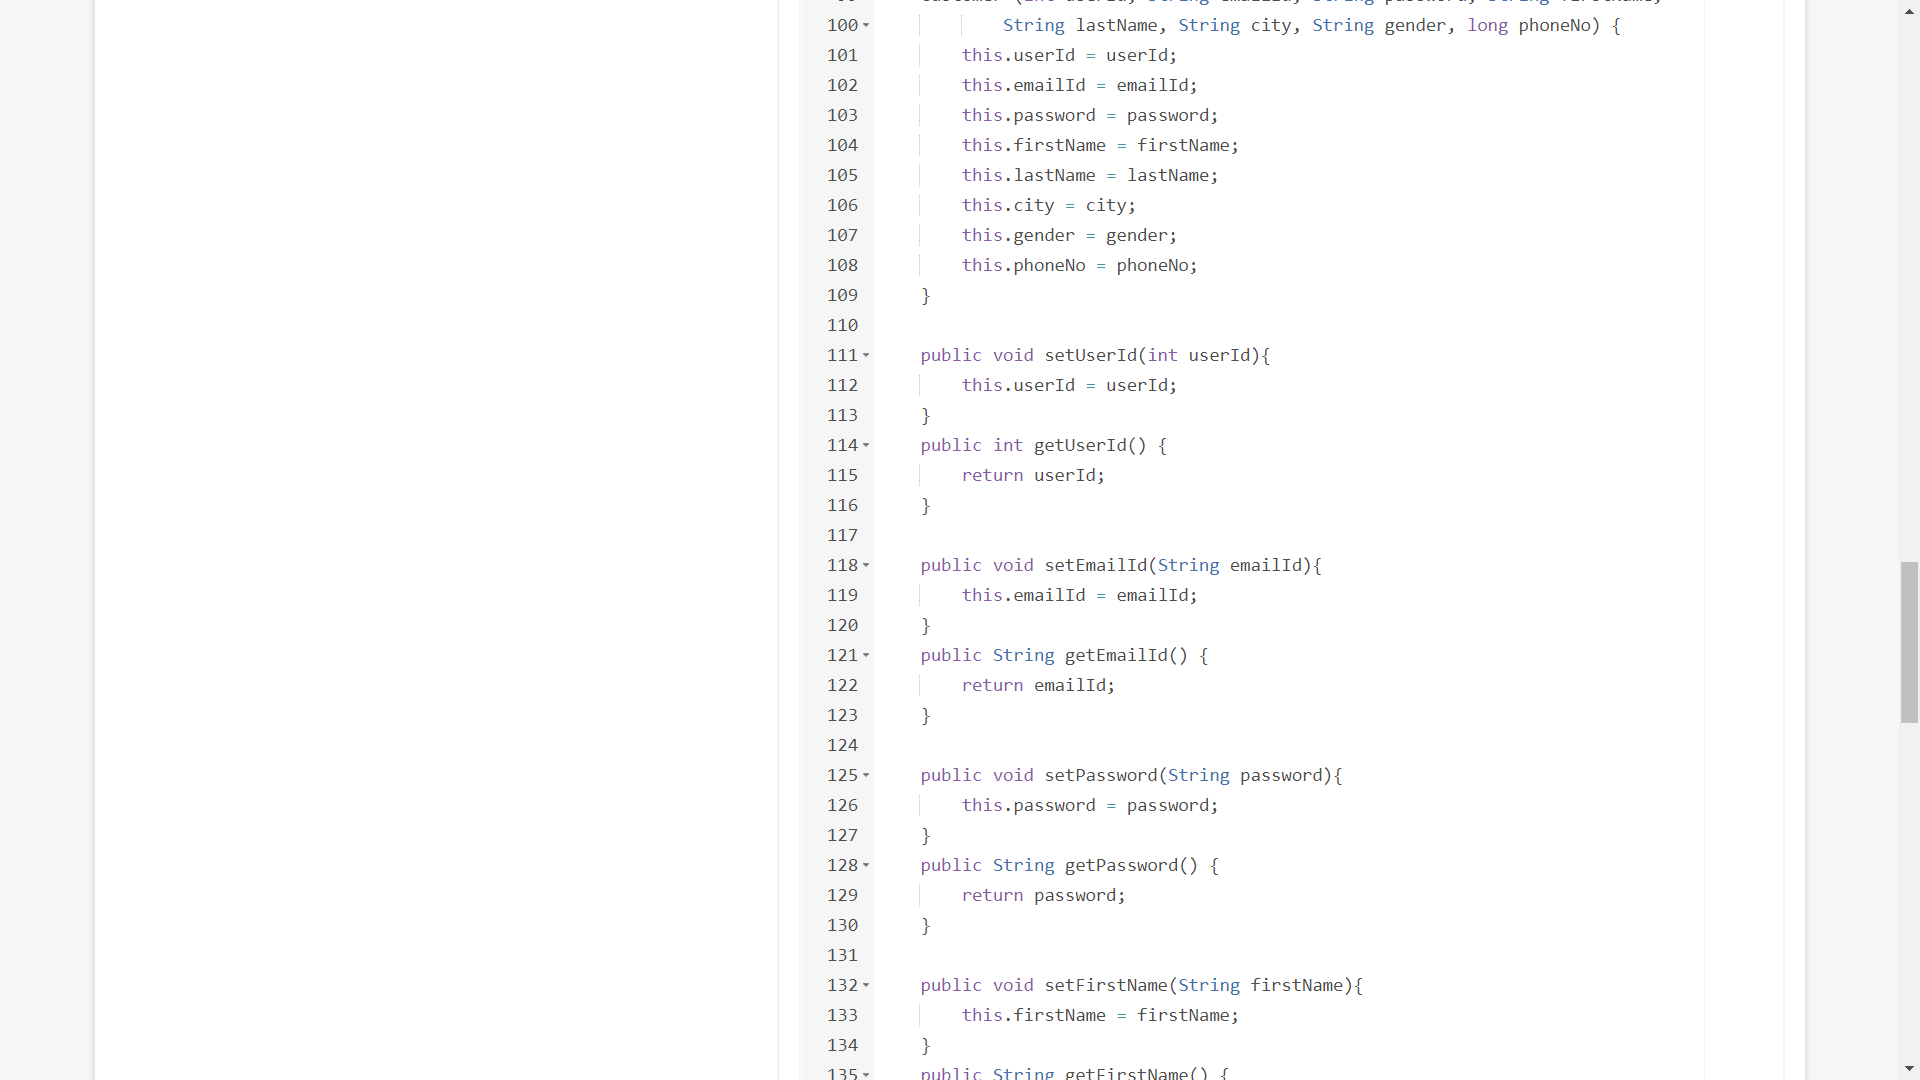 100 String lastName, String city, String gender, long phoneNo) {
101 this.userId = userId;
102 this.emailId = emailId;
103 this.password = password;
104 this.firstName = firstName;
105 this.lastName = lastName;
106 this.city = city;
107 this.gender = gender;
108 this.phoneNo = phoneNo;
109 }
110
111 public void setUserId(int userId){
112 this.userId = userId;
113 }
114 public int getUserId() {
115 return userId;
116 }
117
118 public void setEmailId(String emailId){
119 this.emailId = emailId;
120 }
121 public String getEmailId() {
122 return emailId;
123 }
124
125 public void setPassword(String password){
126 this.password = password;
127 }
128 public String getPassword() {
129 return password;
130 }
131
132 public void setFirstName(String firstName){
133 this.firstName = firstName;
134 }
135 public String getFirstName() {